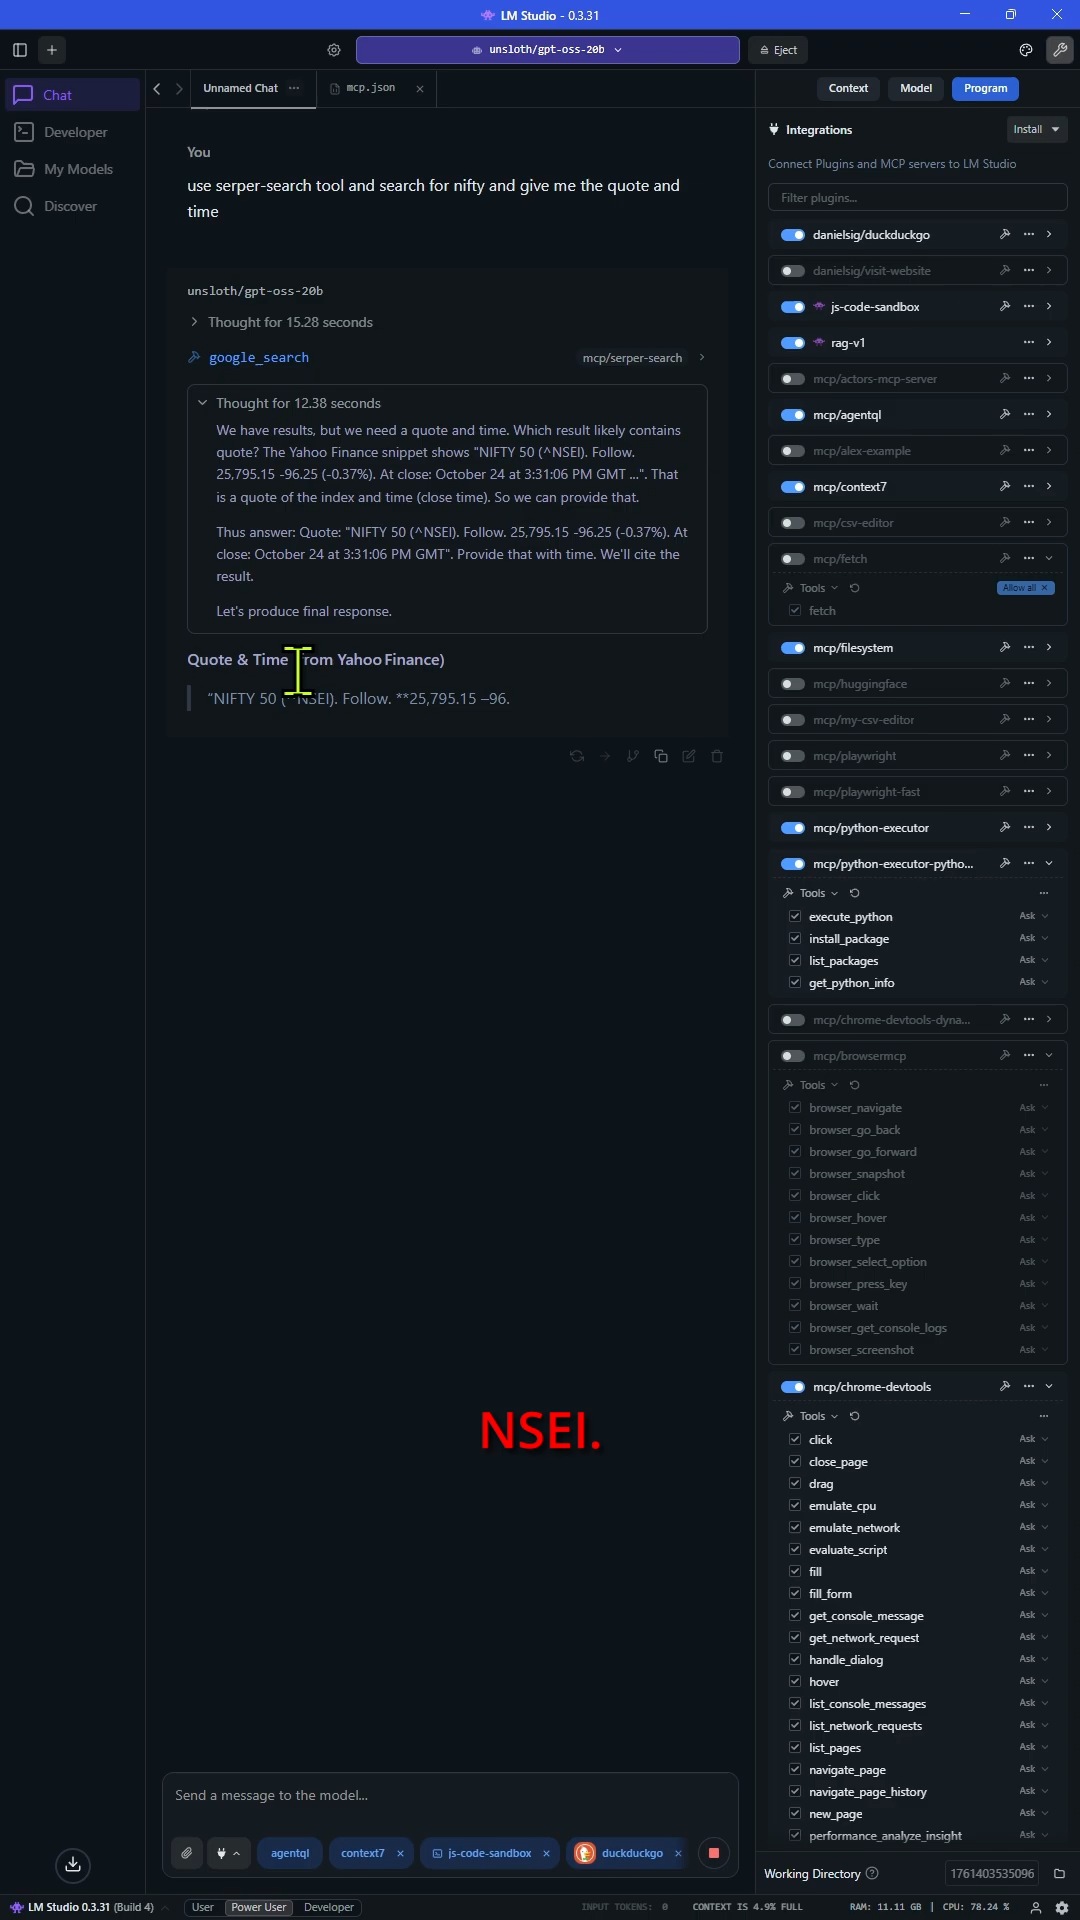 LM Studio - 0.3.31
unsloth/gpt-oss-20b
Eject
Chat
Developer
My Models
Discover
Unnamed Chat
mcp.json
Context
Model
Program
You
use serper-search tool and search for nifty and give me the quote and
time
unsloth/gpt-oss-20b
Thought for 15.28 seconds
google_search
mcp/serper-search
Thought for 12.38 seconds
We have results, but we need a quote and time. Which result likely contains
quote? The Yahoo Finance snippet shows "NIFTY 50 (^NSEI). Follow.
25,795.15 -96.25 (-0.37%). At close: October 24 at 3:31:06 PM GMT ...". That
is a quote of the index and time (close time). So we can provide that.
Thus answer: Quote: "NIFTY 50 (^NSEI). Follow. 25,795.15 -96.25 (-0.37%). At
close: October 24 at 3:31:06 PM GMT". Provide that with time. We'll cite the
result.
Let's produce final response.
Quote & Time from Yahoo Finance)
“NIFTY 50 (^NSEI). Follow. **25,795.15 –96.
NSEI.
Send a message to the model...
agentql
context7
js-code-sandbox
duckduckgo
Integrations
Install
Connect Plugins and MCP servers to LM Studio
Filter plugins...
danielsig/duckduckgo
danielsig/visit-website
js-code-sandbox
rag-v1
mcp/actors-mcp-server
mcp/agentql
mcp/alex-example
mcp/context7
mcp/csv-editor
mcp/fetch
Tools
Allow all
fetch
mcp/filesystem
mcp/huggingface
mcp/my-csv-editor
mcp/playwright
mcp/playwright-fast
mcp/python-executor
mcp/python-executor-pytho...
Tools
execute_python Ask
install_package Ask
list_packages Ask
get_python_info Ask
mcp/chrome-devtools-dyna...
mcp/browsermcp
Tools
browser_navigate Ask
browser_go_back Ask
browser_go_forward Ask
browser_snapshot Ask
browser_click Ask
browser_hover Ask
browser_type Ask
browser_select_option Ask
browser_press_key Ask
browser_wait Ask
browser_get_console_logs Ask
browser_screenshot Ask
mcp/chrome-devtools
Tools
click Ask
close_page Ask
drag Ask
emulate_cpu Ask
emulate_network Ask
evaluate_script Ask
fill Ask
fill_form Ask
get_console_message Ask
get_network_request Ask
handle_dialog Ask
hover Ask
list_console_messages Ask
list_network_requests Ask
list_pages Ask
navigate_page Ask
navigate_page_history Ask
new_page Ask
performance_analyze_insight Ask
Working Directory
1761403535096
LM Studio 0.3.31 (Build 4)
User
Power User
Developer
INPUT TOKENS: 0
CONTEXT IS 4.9% FULL
RAM: 11.11 GB | CPU: 78.24 %